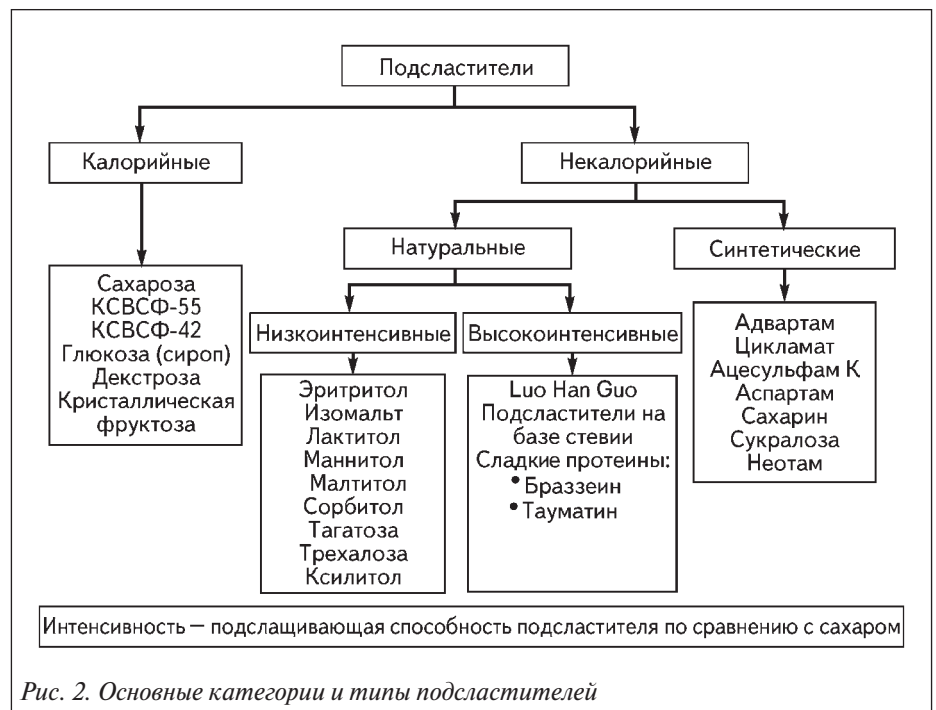 Подсластители
Калорийные
Некалорийные
Натуральные
Синтетические
Сахароза
КСВСФ-55
КСВСФ-42
Глюкоза (сироп)
Декстроза
Кристаллическая
фруктоза
Низкоинтенсивные
Высокоинтенсивные
Эритритол
Изомальт
Лактитол
Маннитол
Малтитол
Сорбитол
Тагатоза
Трехалоза
Ксилитол
Luo Han Guo
Подсластители на
базе стевии
Сладкие протеины:
• Браззеин
• Тауматин
Адвартам
Цикламат
Ацесульфам К
Аспартам
Сахарин
Сукралоза
Неотам
Интенсивность — подслащивающая способность подсластителя по сравнению с сахаром
Рис. 2. Основные категории и типы подсластителей